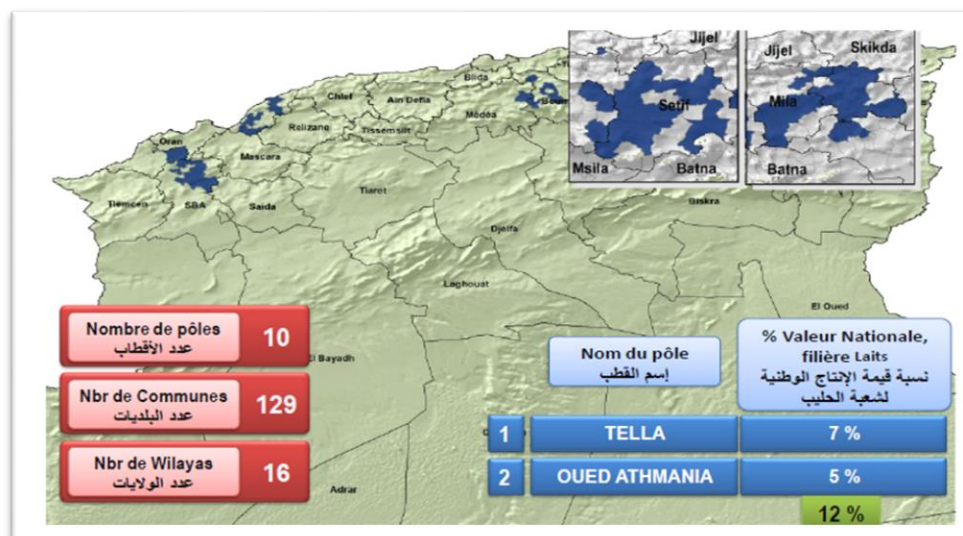 Jijel
Setif
Msila
Batna
Jijel
Skikda
Mila
Batna
Blida
Chlef
Ain Defla
Bouir
Médéa
Relizane
Tissemsilt
Oran
Mascara
Tiaret
Tlemcen
SBA
Saida
Biskra
Djelfa
Laghouat
El Oued
El Bayadh
Adrar
Nombre de pôles
عدد الأقطاب
10
Nbr de Communes
عدد البلديات
129
Nbr de Wilayas
عدد الولايات
16
Nom du pôle
إسم القطب
% Valeur Nationale,
filière Laits
نسبة قيمة الإنتاج الوطنية
لشعبة الحليب
1 TELLA 7 %
2 OUED ATHMANIA 5 %
12 %